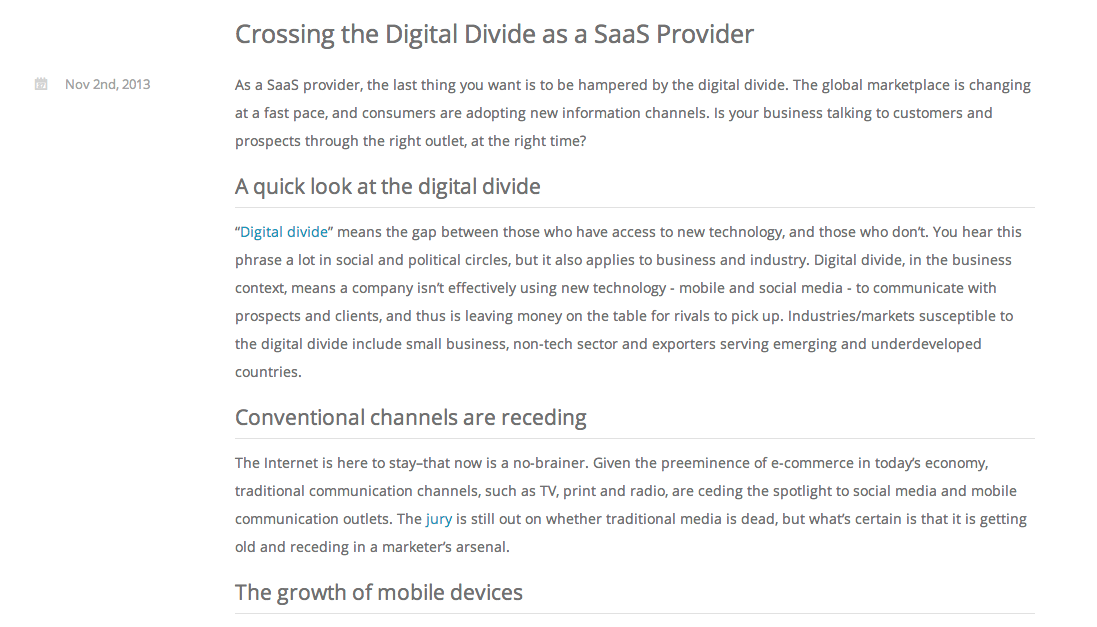 Crossing the Digital Divide as a SaaS Provider
Nov 2nd, 2013
As a SaaS provider, the last thing you want is to be hampered by the digital divide. The global marketplace is changing
at a fast pace, and consumers are adopting new information channels. Is your business talking to customers and
prospects through the right outlet, at the right time?
A quick look at the digital divide
“Digital divide” means the gap between those who have access to new technology, and those who don’t. You hear this
phrase a lot in social and political circles, but it also applies to business and industry. Digital divide, in the business
context, means a company isn’t effectively using new technology - mobile and social media - to communicate with
prospects and clients, and thus is leaving money on the table for rivals to pick up. Industries/markets susceptible to
the digital divide include small business, non-tech sector and exporters serving emerging and underdeveloped
countries.
Conventional channels are receding
The Internet is here to stay–that now is a no-brainer. Given the preeminence of e-commerce in today’s economy,
traditional communication channels, such as TV, print and radio, are ceding the spotlight to social media and mobile
communication outlets. The jury is still out on whether traditional media is dead, but what’s certain is that it is getting
old and receding in a marketer’s arsenal.
The growth of mobile devices